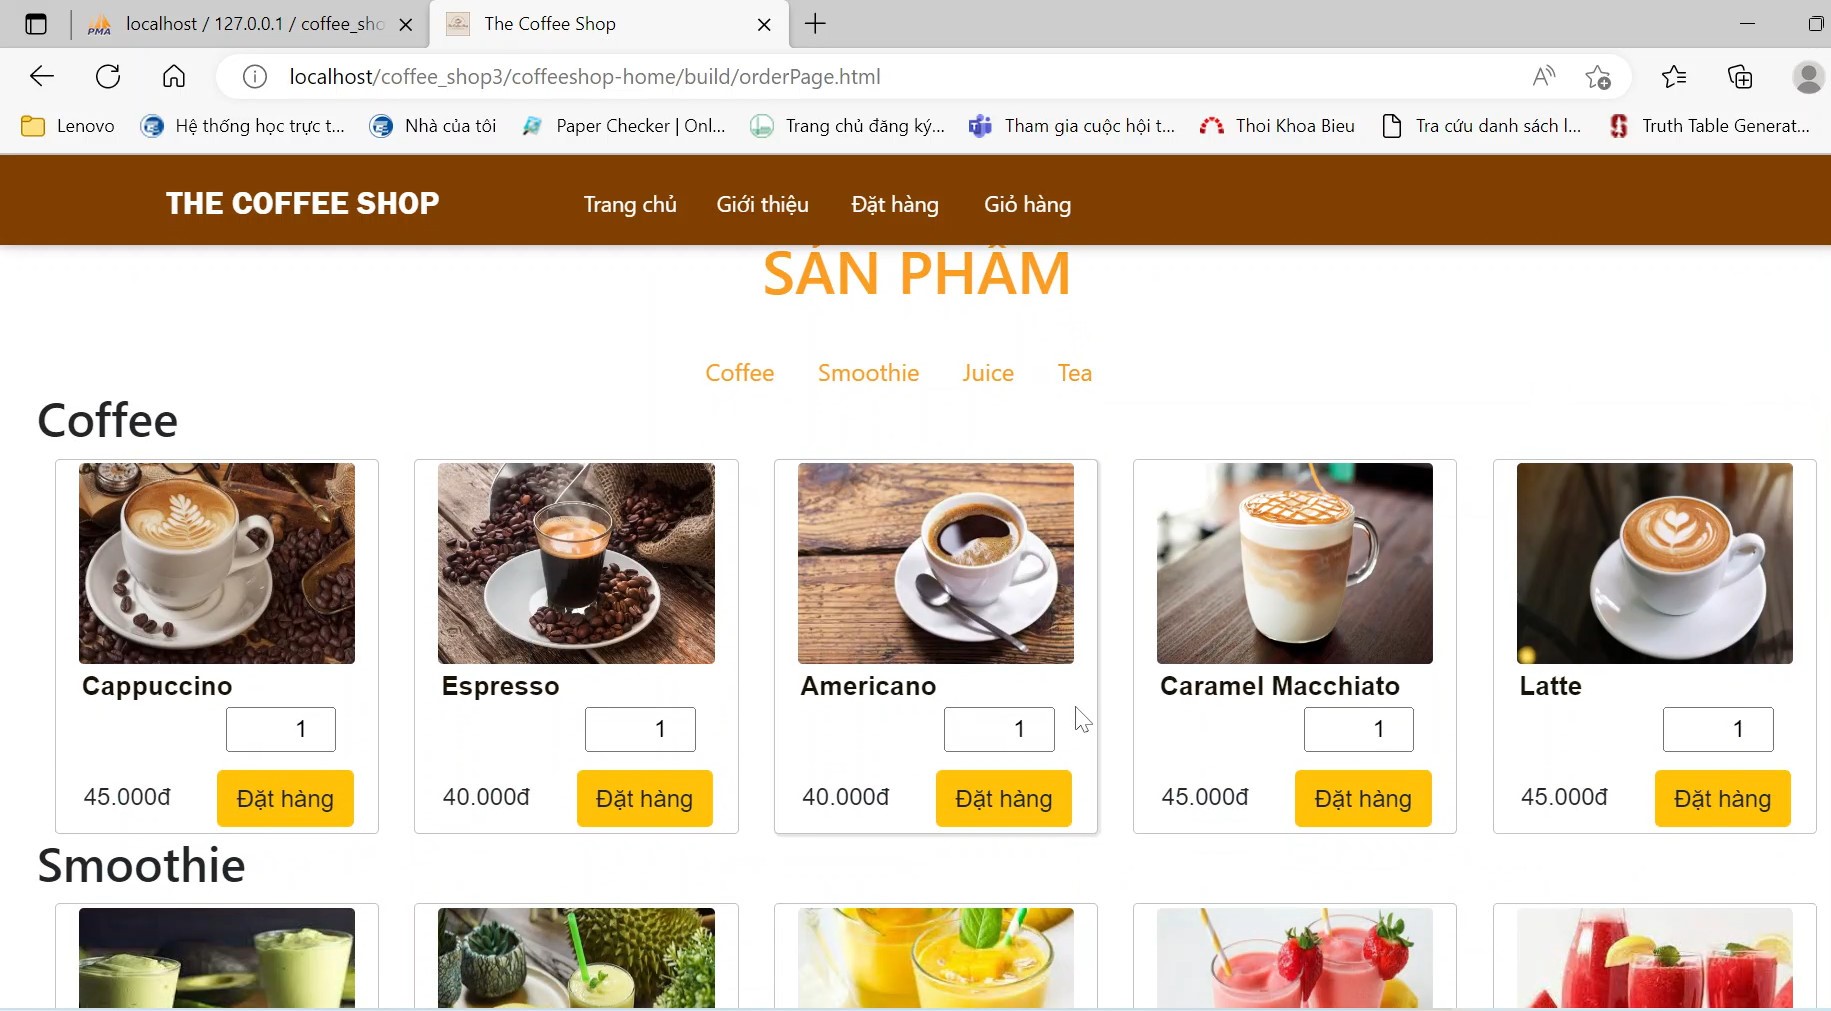 localhost / 127.0.0.1 / coffee_sho
The Coffee Shop
localhost/coffee_shop3/coffeeshop-home/build/orderPage.html
Lenovo
Hệ thống học trực t...
Nhà của tôi
Paper Checker | Onl...
Trang chủ đăng ký...
Tham gia cuộc hội t...
Thoi Khoa Bieu
Tra cứu danh sách l...
Truth Table Generat...
THE COFFEE SHOP
Trang chủ
Giới thiệu
Đặt hàng
Giỏ hàng
SẢN PHẨM
Coffee
Smoothie
Juice
Tea
Coffee
Cappuccino
1
45.000đ
Đặt hàng
Espresso
1
40.000đ
Đặt hàng
Americano
1
40.000đ
Đặt hàng
Caramel Macchiato
1
45.000đ
Đặt hàng
Latte
1
45.000đ
Đặt hàng
Smoothie